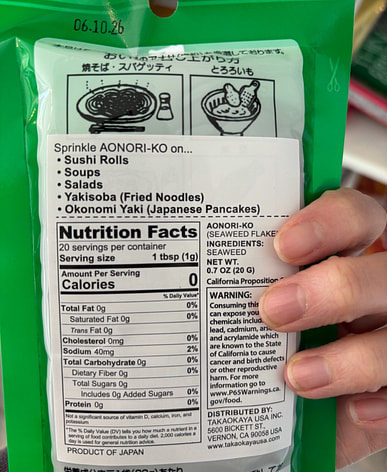 06.10.26
おいしい
上がり方
焼そば・スパゲッティ
とろろいも
Sprinkle AONORI-KO on...
• Sushi Rolls
• Soups
• Salads
• Yakisoba (Fried Noodles)
• Okonomi Yaki (Japanese Pancakes)
Nutrition Facts
20 servings per container
Serving size 1 tbsp (1g)
Amount Per Serving
Calories 0
% Daily Value*
Total Fat 0g 0%
Saturated Fat 0g 0%
Trans Fat 0g
Cholesterol 0mg 0%
Sodium 40mg 2%
Total Carbohydrate 0g 0%
Dietary Fiber 0g 0%
Total Sugars 0g
Includes 0g Added Sugars 0%
Protein 0g 0%
Not a significant source of vitamin D, calcium, iron, and
potassium
*The % Daily Value (DV) tells you how much a nutrient in a
serving of food contributes to a daily diet. 2,000 calories a
day is used for general nutrition advice.
PRODUCT OF JAPAN
AONORI-KO
(SEAWEED FLAKE
INGREDIENTS:
SEAWEED
NET WT.
0.7 OZ (20 G)
California Proposition
WARNING:
Consuming this
can expose you
chemicals includ
lead, cadmium, ars
and acrylamide which
are known to the State
of California to cause
cancer and birth defects
or other reproductive
harm. For more
information go to
www.P65Warnings.ca.
gov/food.
DISTRIBUTED BY:
TAKAOKAYA USA INC.
5600 BICKETT ST.,
VERNON, CA 90058 USA
www.takaokayausa.com